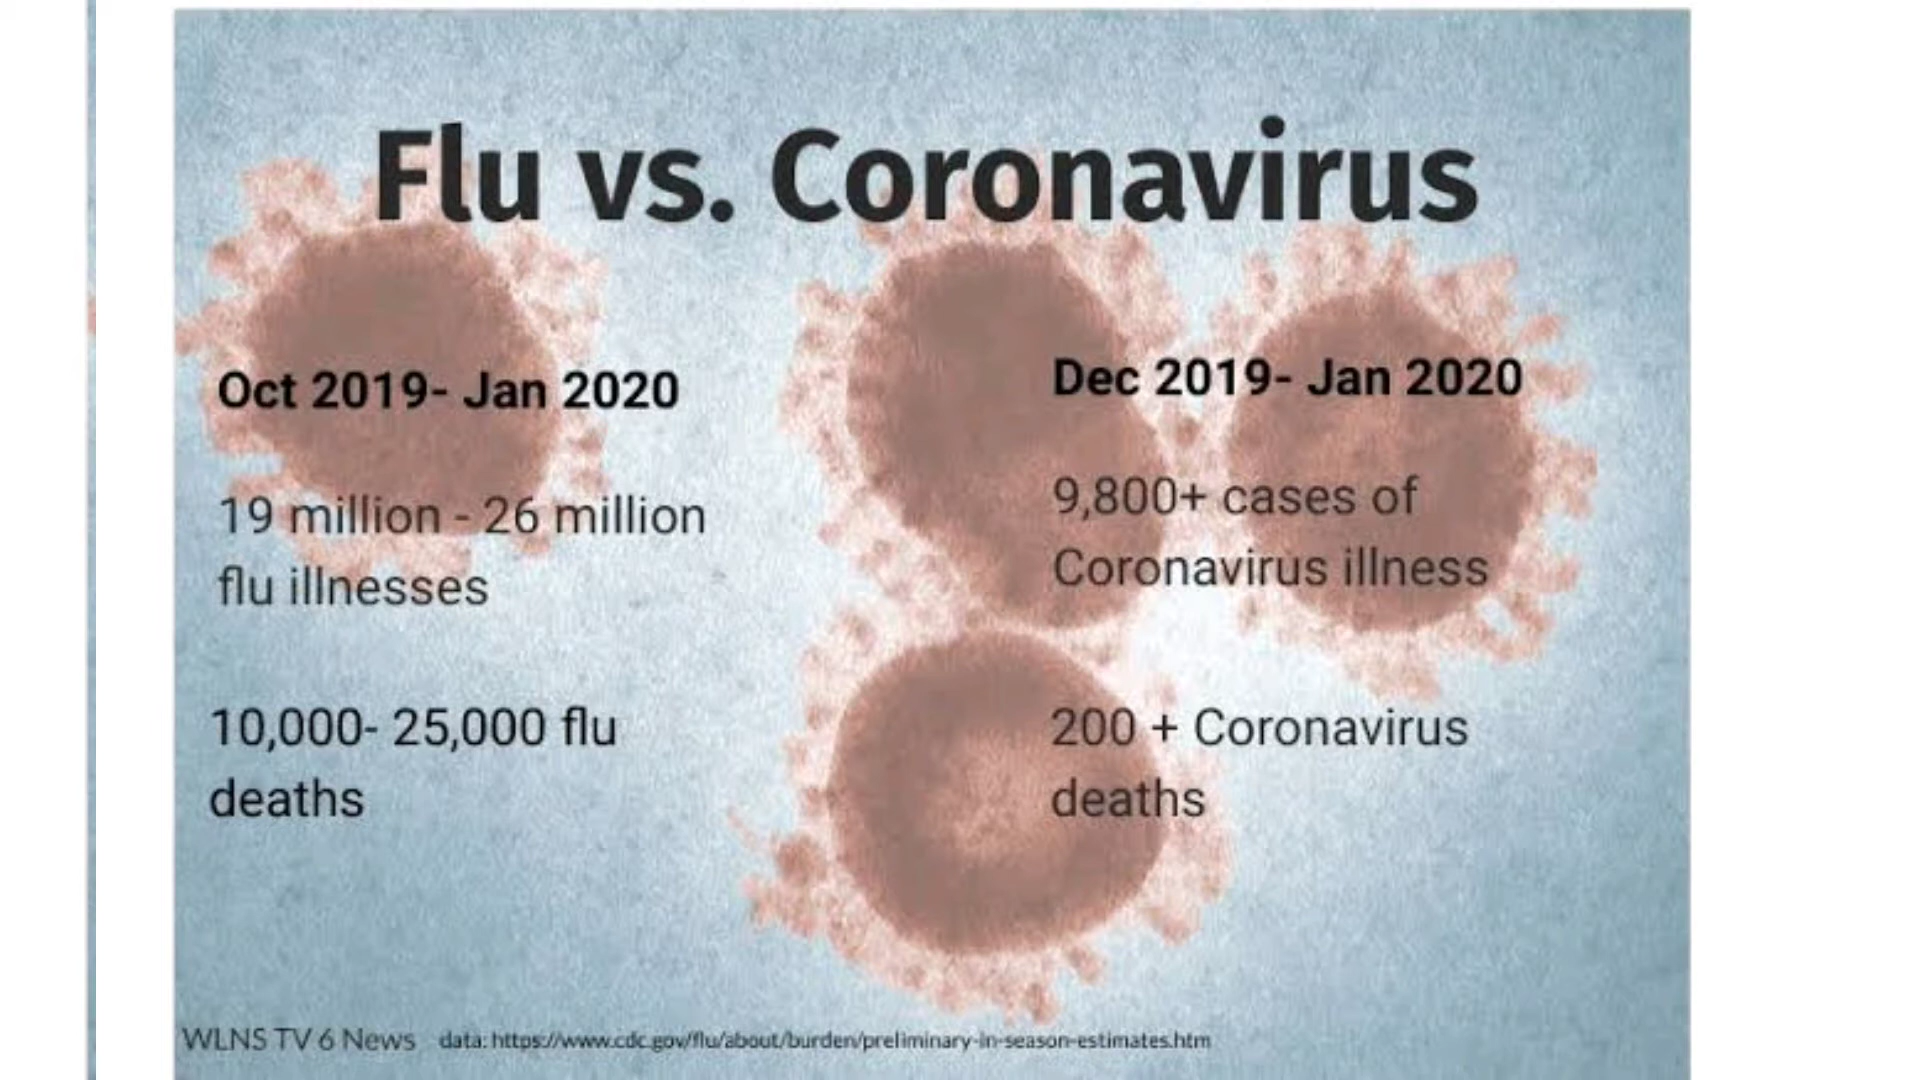 Flu vs. Coronavirus
Oct 2019- Jan 2020
19 million - 26 million
flu illnesses
10,000- 25,000 flu
deaths
Dec 2019- Jan 2020
9,800+ cases of
Coronavirus illness
200 + Coronavirus
deaths
WLNS TV 6 News data: https://www.cdc.gov/flu/about/burden/preliminary-in-season-estimates.htm